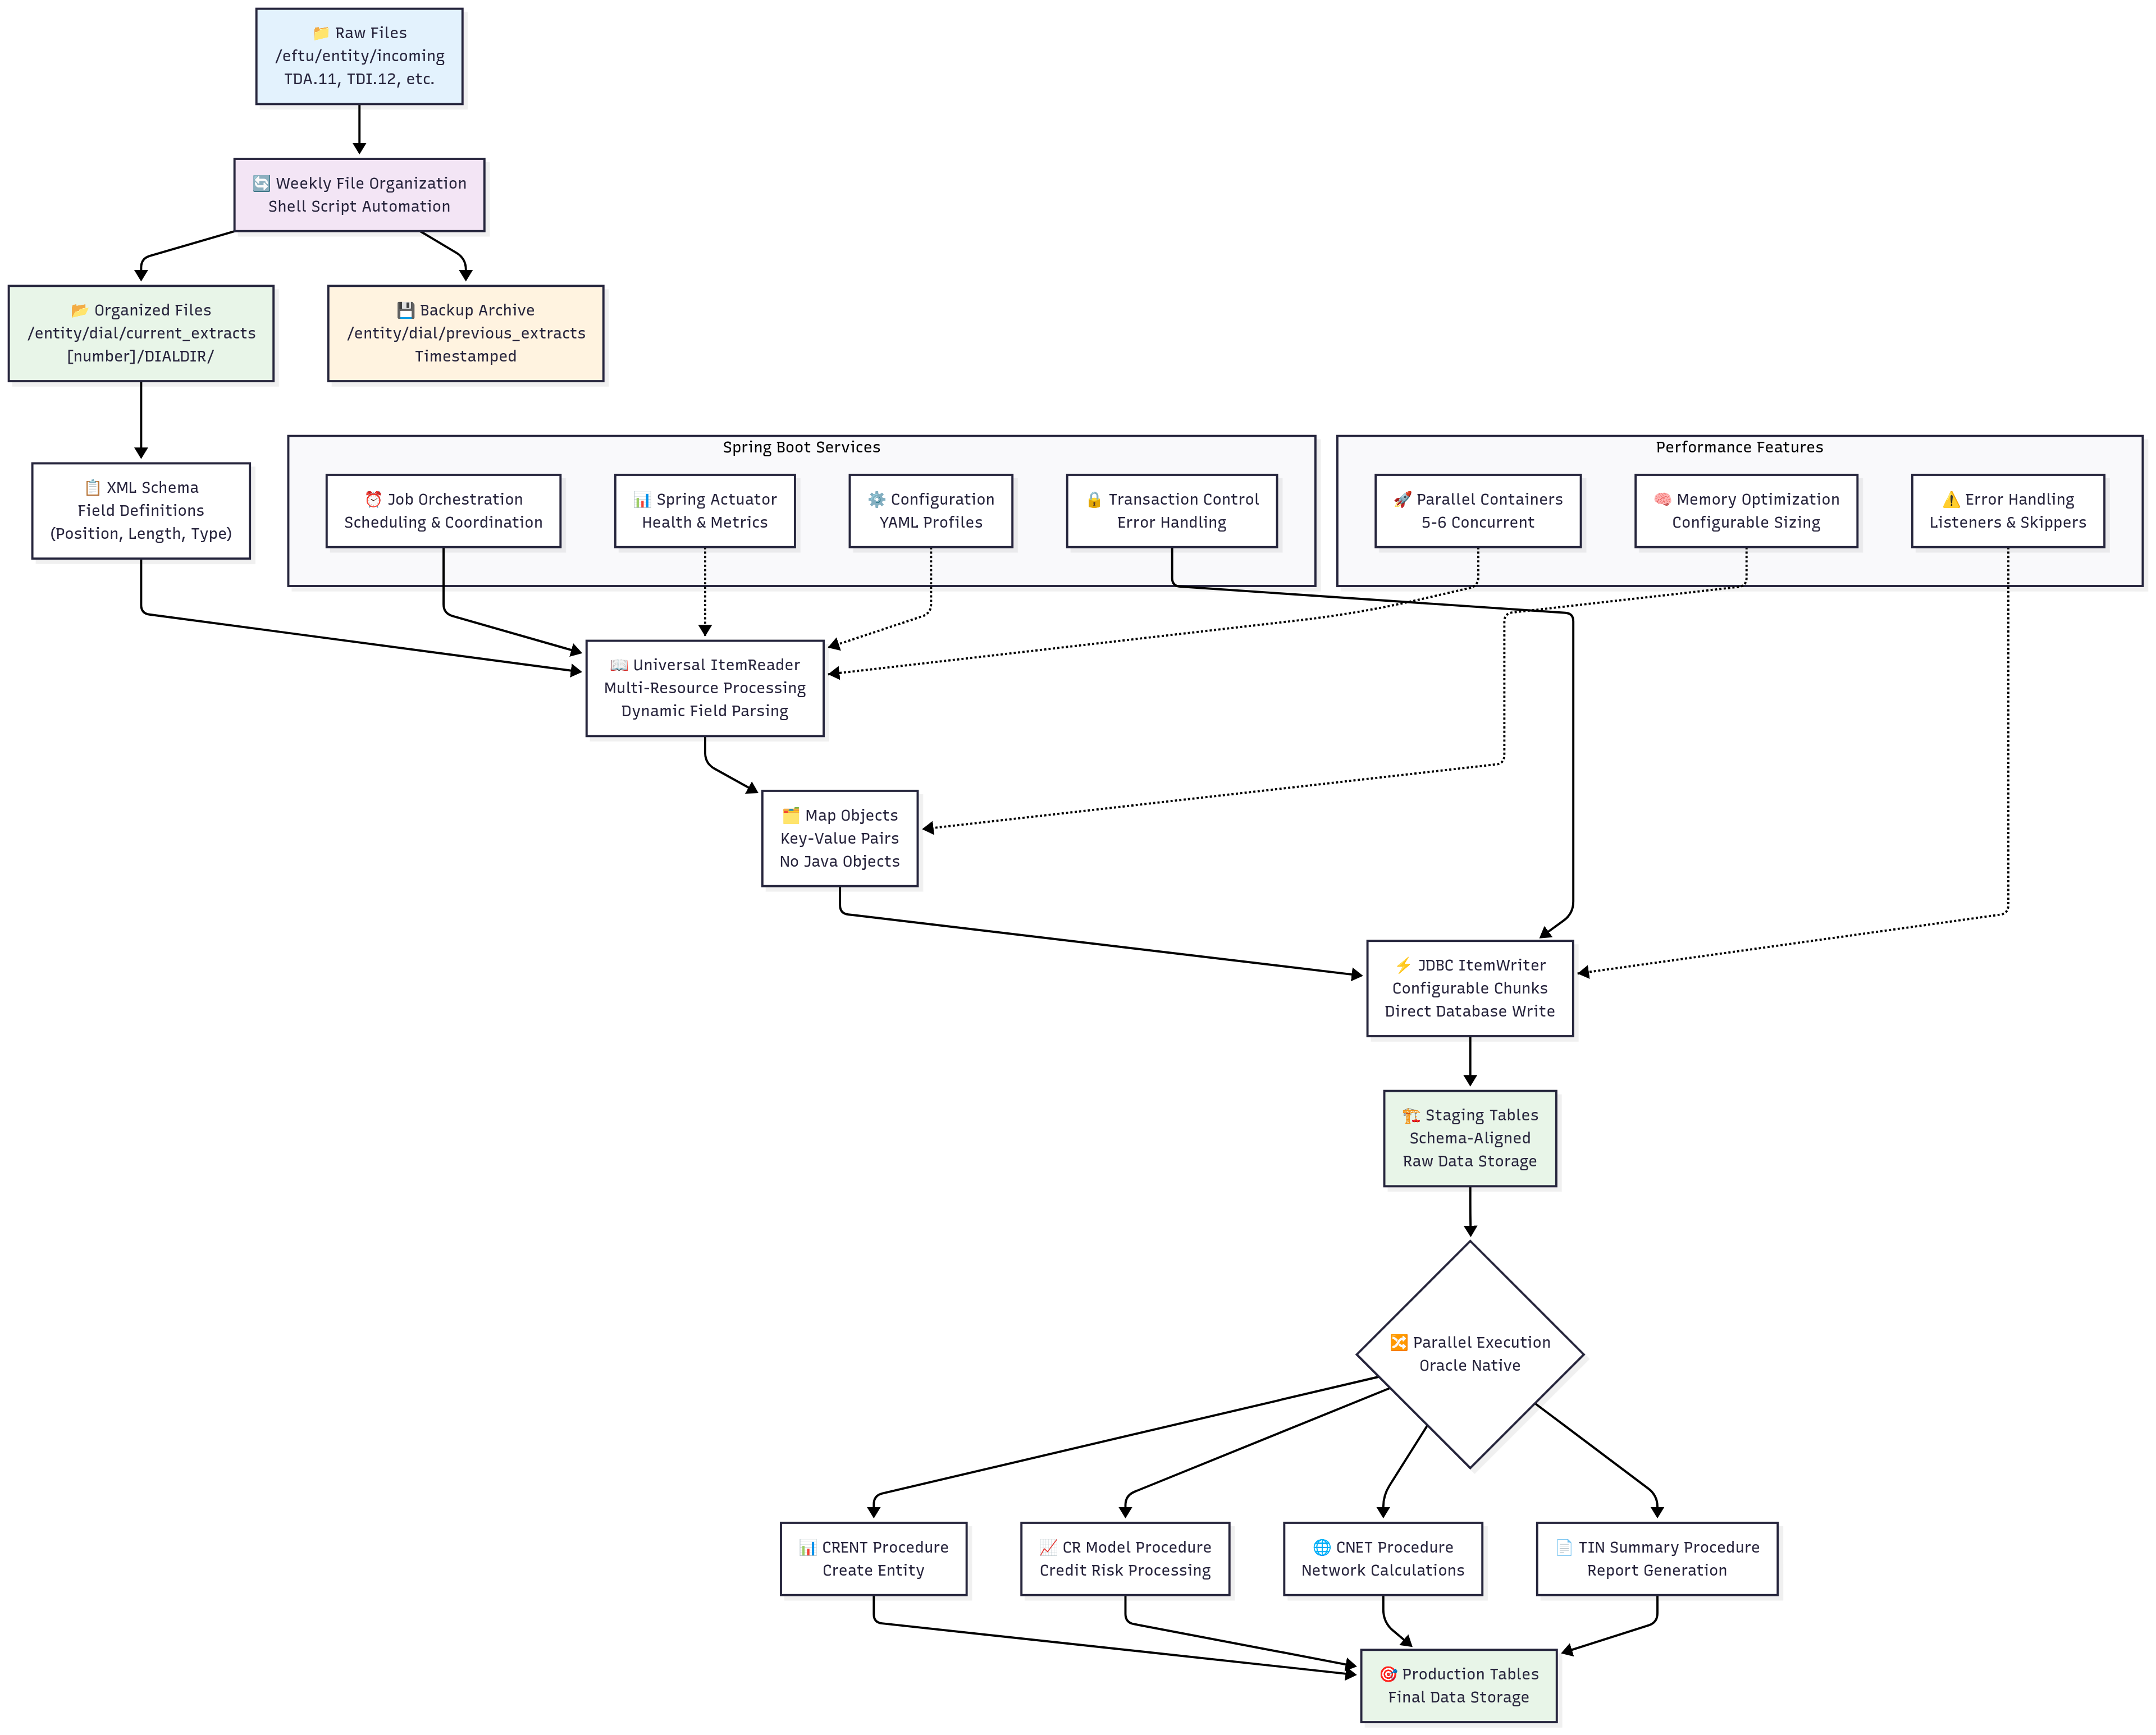 📁 Raw Files
/eftu/entity/incoming
TDA.11, TDI.12, etc.
🔄 Weekly File Organization
Shell Script Automation
📂 Organized Files
/entity/dial/current_extracts
[number]/DIALDIR/
💾 Backup Archive
/entity/dial/previous_extracts
Timestamped
📋 XML Schema
Field Definitions
(Position, Length, Type)
Spring Boot Services
⏰ Job Orchestration
Scheduling & Coordination
📊 Spring Actuator
Health & Metrics
⚙️ Configuration
YAML Profiles
🔒 Transaction Control
Error Handling
Performance Features
🚀 Parallel Containers
5-6 Concurrent
🧠 Memory Optimization
Configurable Sizing
⚠️ Error Handling
Listeners & Skippers
📖 Universal ItemReader
Multi-Resource Processing
Dynamic Field Parsing
🗂️ Map Objects
Key-Value Pairs
No Java Objects
⚡ JDBC ItemWriter
Configurable Chunks
Direct Database Write
🏗️ Staging Tables
Schema-Aligned
Raw Data Storage
🔀 Parallel Execution
Oracle Native
📊 CRENT Procedure
Create Entity
📈 CR Model Procedure
Credit Risk Processing
🌐 CNET Procedure
Network Calculations
📄 TIN Summary Procedure
Report Generation
🎯 Production Tables
Final Data Storage